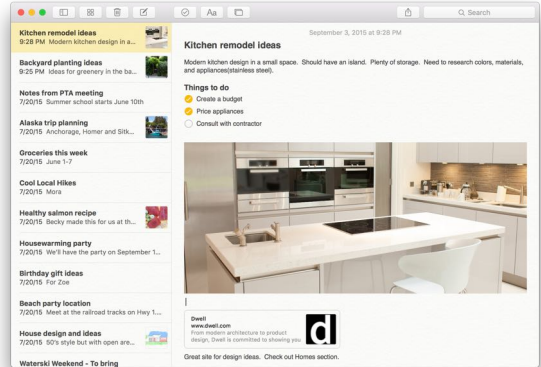 Aa
Search
Kitchen remodel ideas
9:28 PM Modern kitchen design in a...
Backyard planting ideas
9:25 PM Ideas for greenery in the ba...
Notes from PTA meeting
7/20/15 Summer school starts June 10th
Alaska trip planning
7/20/15 Anchorage, Homer and Sitk...
Groceries this week
7/20/15 June 1-7
Cool Local Hikes
7/20/15 Mora
Healthy salmon recipe
7/20/15 Becky made this for us at th...
Housewarming party
7/20/15 We'll have the party on September 1...
Birthday gift ideas
7/20/15 For Zoe
Beach party location
7/20/15 Meet at the railroad tracks on Hwy 1....
House design and ideas
7/20/15 50's style but with open are...
Waterski Weekend - To bring
September 3, 2015 at 9:28 PM
Kitchen remodel ideas
Modern kitchen design in a small space. Should have an island. Plenty of storage. Need to research colors, materials,
and appliances(stainless steel).
Things to do
Create a budget
Price appliances
Consult with contractor
Dwell
www.dwell.com
From modern architecture to product
design, Dwell is committed to showing you
d
Great site for design ideas. Check out Homes section.